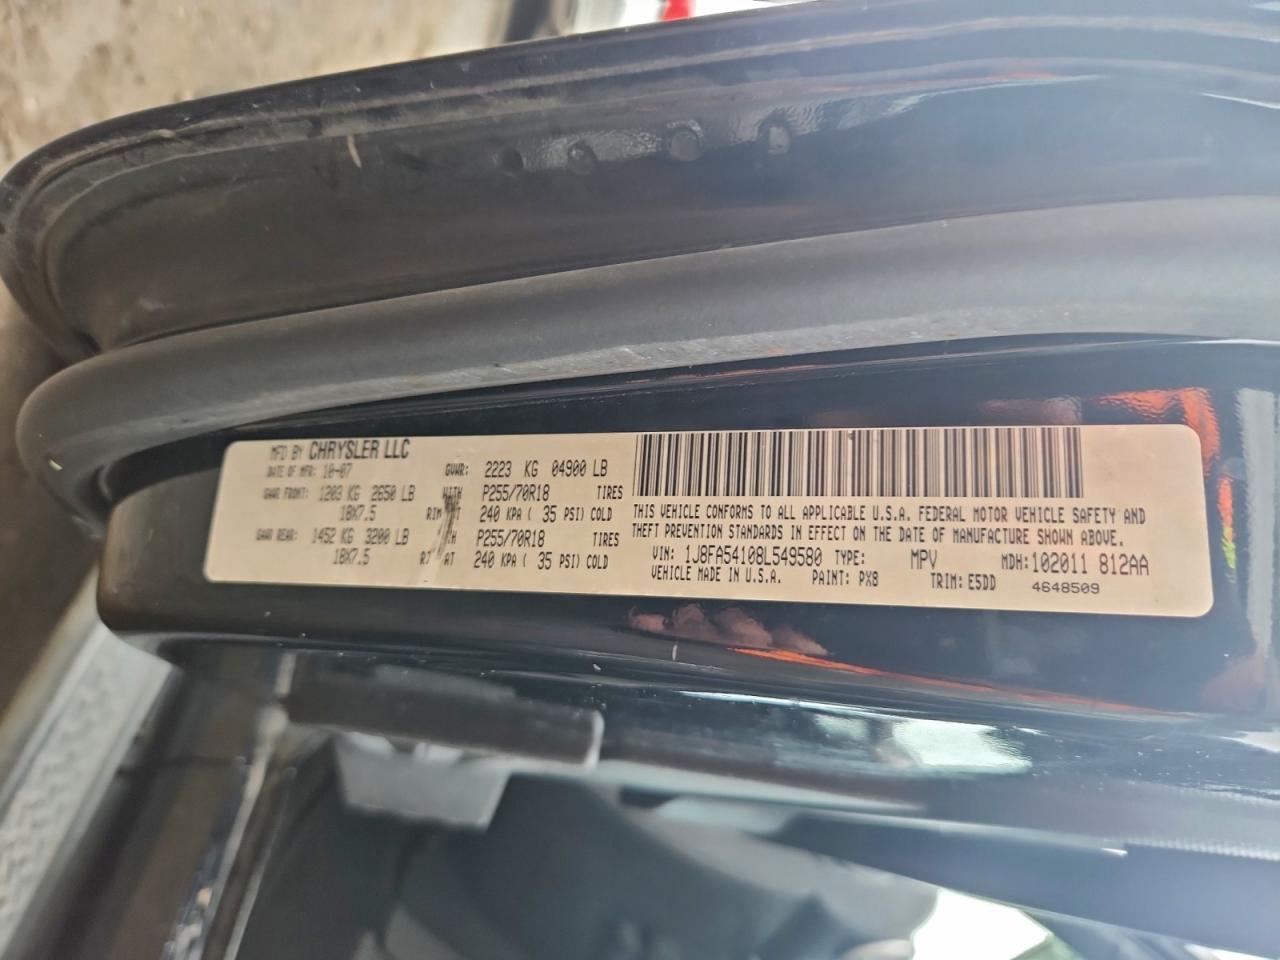 MFD BY CHRYSLER LLC
DATE OF MFR: 10-07 GVWR: 2223 KG 04900 LB
GAWR FRONT: 1203 KG 2650 LB WITH P255/70R18 TIRES
18X7.5 RIM AT 240 KPA ( 35 PSI) COLD
GAWR REAR: 1452 KG 3200 LB P255/70R18 TIRES
18X7.5 AT 240 KPA ( 35 PSI) COLD
THIS VEHICLE CONFORMS TO ALL APPLICABLE U.S.A. FEDERAL MOTOR VEHICLE SAFETY AND
THEFT PREVENTION STANDARDS IN EFFECT ON THE DATE OF MANUFACTURE SHOWN ABOVE.
VIN: 1J8FA54108L549580 TYPE: MPV MDH: 102011 812AA
VEHICLE MADE IN U.S.A. PAINT: PX8 TRIM: E5DD 4648509